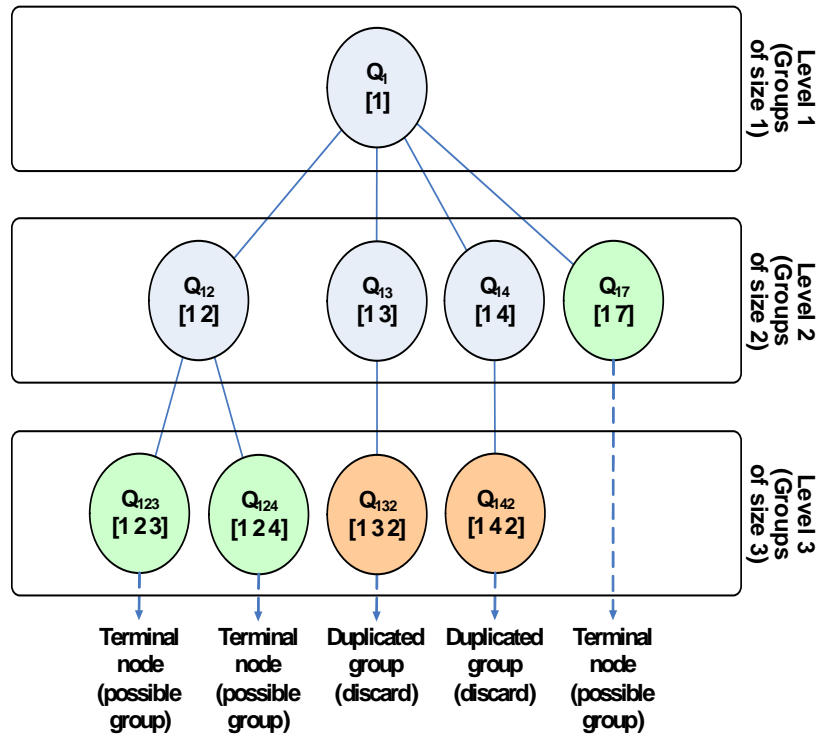 Q1
[1]
Level 1
(Groups
of size 1)
Q12
[1 2]
Q13
[1 3]
Q14
[1 4]
Q17
[1 7]
Level 2
(Groups
of size 2)
Q123
[1 2 3]
Q124
[1 2 4]
Q132
[1 3 2]
Q142
[1 4 2]
Level 3
(Groups
of size 3)
Terminal
node
(possible
group)
Terminal
node
(possible
group)
Duplicated
group
(discard)
Duplicated
group
(discard)
Terminal
node
(possible
group)